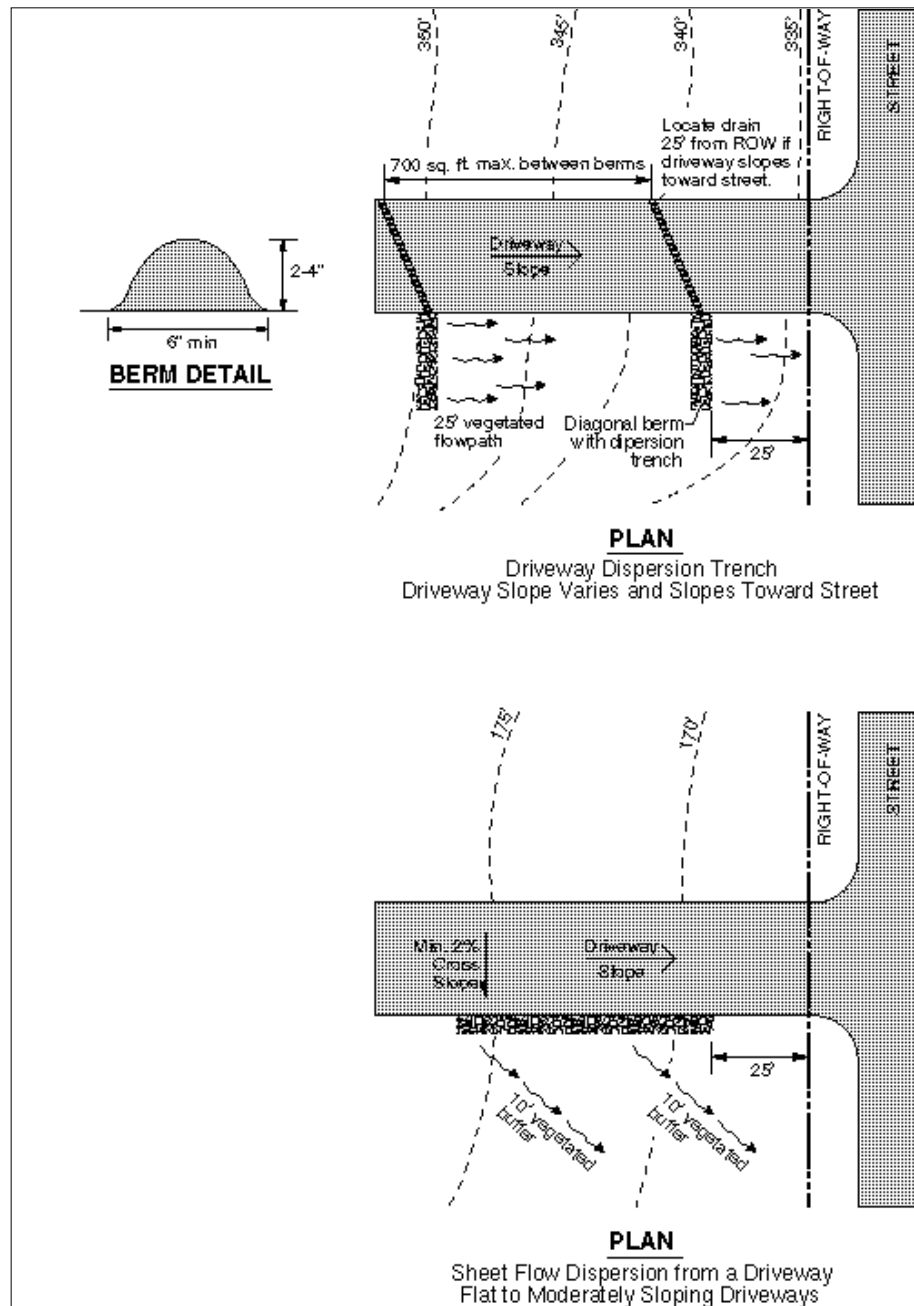 350'
345'
340'
335'
RIGHT-OF-WAY
STREET
Locate drain
25' from ROW if
driveway slopes
toward street.
700 sq. ft. max. between berms
Driveway
Slope
2-4"
6" min
BERM DETAIL
25' vegetated
flowpath
Diagonal berm
with dipersion
trench
25'
PLAN
Driveway Dispersion Trench
Driveway Slope Varies and Slopes Toward Street
175'
170'
RIGHT-OF-WAY
STREET
Min. 2%
Cross
Slope
Driveway
Slope
25'
10' vegetated
buffer
10' vegetated
buffer
PLAN
Sheet Flow Dispersion from a Driveway
Flat to Moderately Sloping Driveways